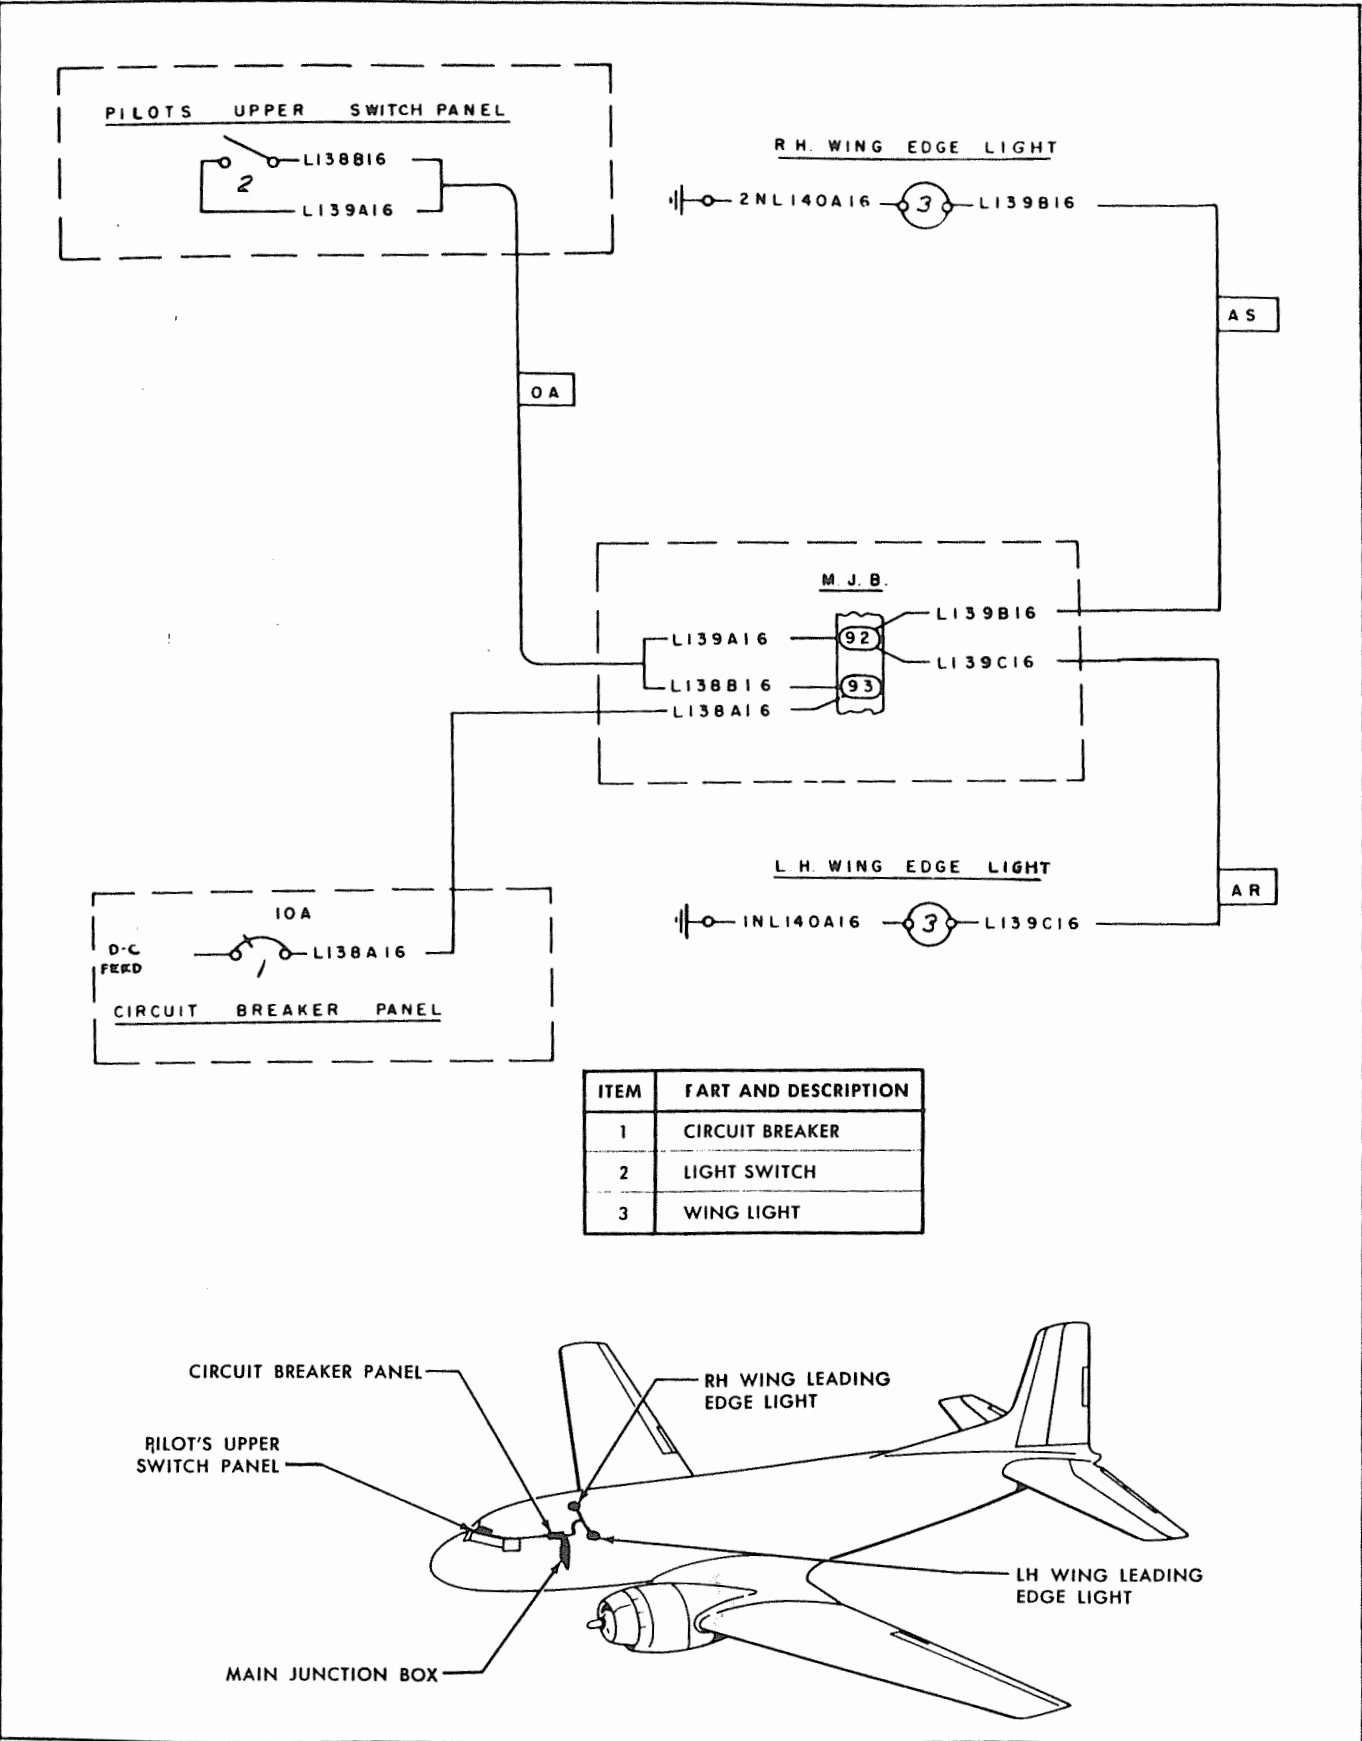 PILOTS UPPER SWITCH PANEL
L138B16
2
L139A16
R H. WING EDGE LIGHT
2NL140A16
3
L139B16
AS
OA
M. J. B.
L139B16
L139A16
92
L139C16
L138B16
93
L138A16
L. H. WING EDGE LIGHT
AR
10A
1NL140A16
3
L139C16
D-C
FEED
L138A16
1
CIRCUIT BREAKER PANEL
ITEM
PART AND DESCRIPTION
1
CIRCUIT BREAKER
2
LIGHT SWITCH
3
WING LIGHT
CIRCUIT BREAKER PANEL
RH WING LEADING
EDGE LIGHT
PILOT'S UPPER
SWITCH PANEL
LH WING LEADING
EDGE LIGHT
MAIN JUNCTION BOX